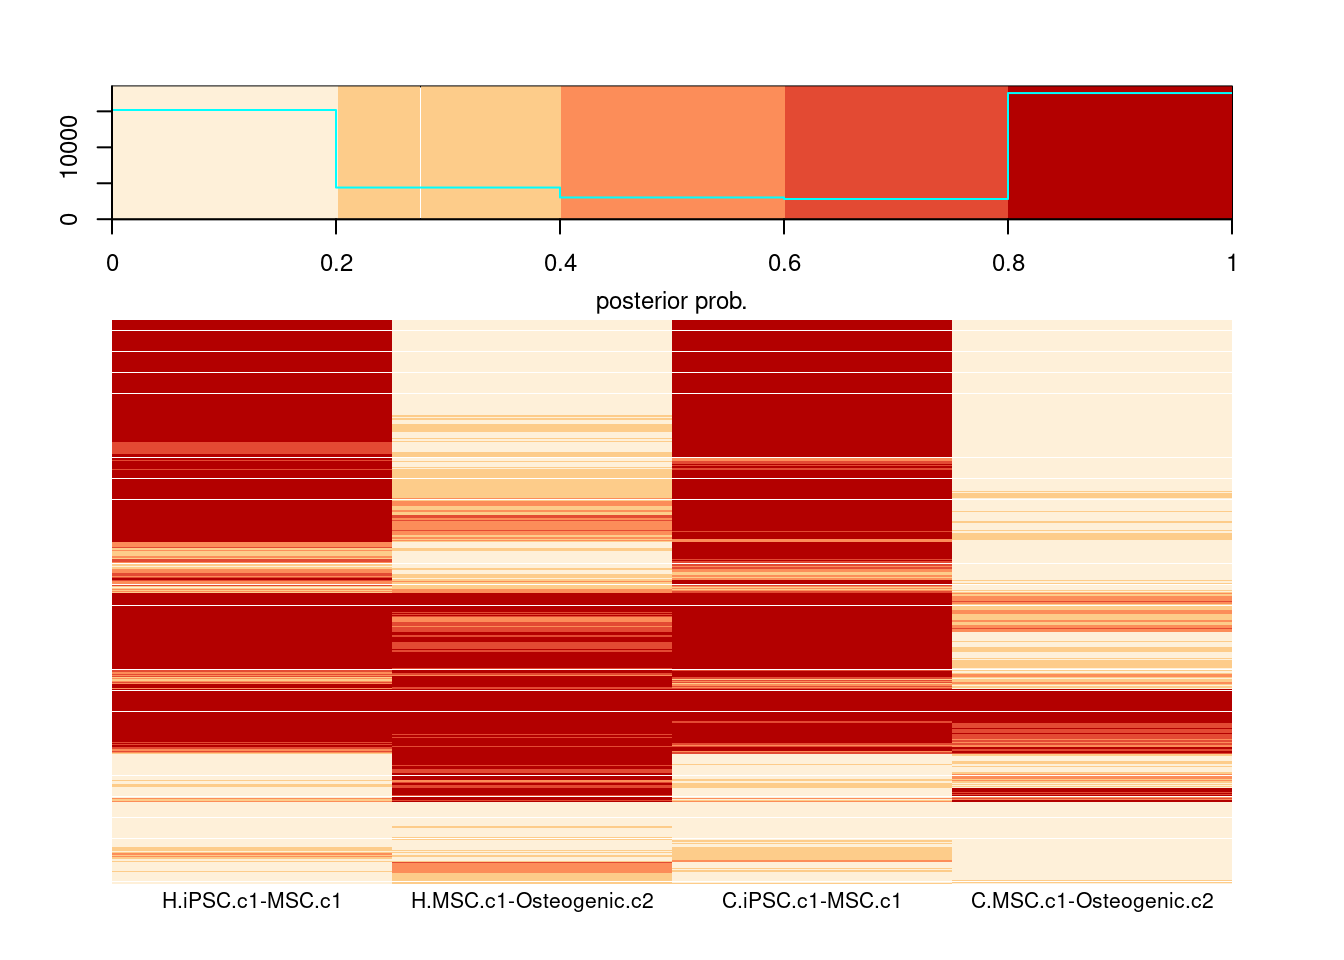 10000
0
0 0.2 0.4 0.6 0.8 1
posterior prob.
H.iPSC.c1-MSC.c1 H.MSC.c1-Osteogenic.c2 C.iPSC.c1-MSC.c1 C.MSC.c1-Osteogenic.c2